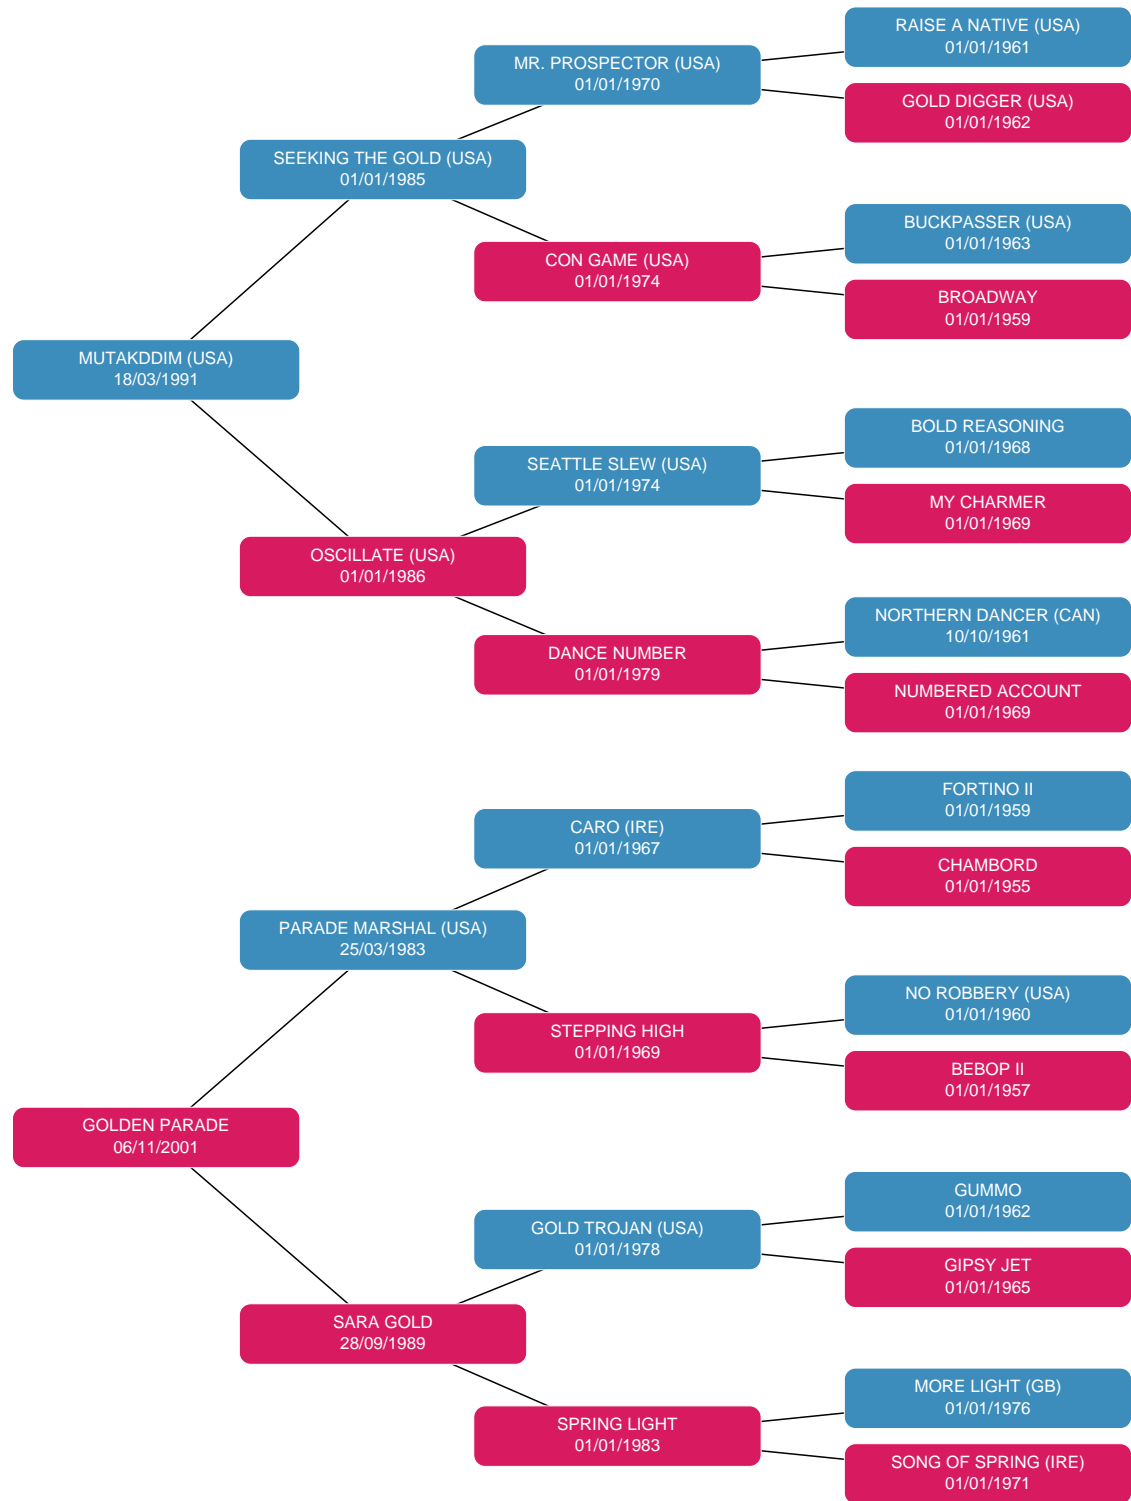 RAISE A NATIVE (USA)
01/01/1961
MR. PROSPECTOR (USA)
01/01/1970
GOLD DIGGER (USA)
01/01/1962
SEEKING THE GOLD (USA)
01/01/1985
BUCKPASSER (USA)
01/01/1963
CON GAME (USA)
01/01/1974
BROADWAY
01/01/1959
MUTAKDDIM (USA)
18/03/1991
BOLD REASONING
01/01/1968
SEATTLE SLEW (USA)
01/01/1974
MY CHARMER
01/01/1969
OSCILLATE (USA)
01/01/1986
NORTHERN DANCER (CAN)
10/10/1961
DANCE NUMBER
01/01/1979
NUMBERED ACCOUNT
01/01/1969
FORTINO II
01/01/1959
CARO (IRE)
01/01/1967
CHAMBORD
01/01/1955
PARADE MARSHAL (USA)
25/03/1983
NO ROBBERY (USA)
01/01/1960
STEPPING HIGH
01/01/1969
BEBOP II
01/01/1957
GOLDEN PARADE
06/11/2001
GUMMO
01/01/1962
GOLD TROJAN (USA)
01/01/1978
GIPSY JET
01/01/1965
SARA GOLD
28/09/1989
MORE LIGHT (GB)
01/01/1976
SPRING LIGHT
01/01/1983
SONG OF SPRING (IRE)
01/01/1971